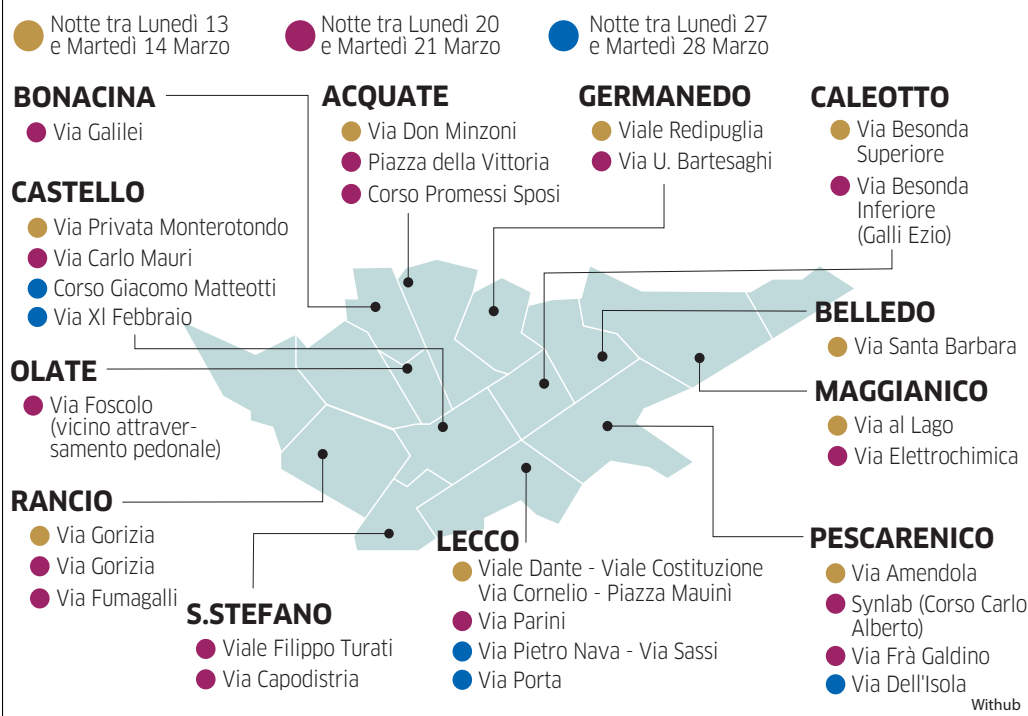 Notte tra Lunedì 13
e Martedì 14 Marzo
Notte tra Lunedì 20
e Martedì 21 Marzo
Notte tra Lunedì 27
e Martedì 28 Marzo
BONACINA
Via Galilei
ACQUATE
Via Don Minzoni
Piazza della Vittoria
Corso Promessi Sposi
GERMANEDO
Viale Redipuglia
Via U. Bartesaghi
CALEOTTO
Via Besonda
Superiore
Via Besonda
Inferiore
(Galli Ezio)
CASTELLO
Via Privata Monterotondo
Via Carlo Mauri
Corso Giacomo Matteotti
Via Xl Febbraio
BELLEDO
Via Santa Barbara
OLATE
Via Foscolo
(vicino attraver-
samento pedonale)
MAGGIANICO
Via al Lago
Via Elettrochimica
RANCIO
Via Gorizia
Via Gorizia
Via Fumagalli
S.STEFANO
Viale Filippo Turati
Via Capodistria
LECCO
Viale Dante - Viale Costituzione
Via Cornelio - Piazza Mauinì
Via Parini
Via Pietro Nava - Via Sassi
Via Porta
PESCARENICO
Via Amendola
Synlab (Corso Carlo
Alberto)
Via Frà Galdino
Via Dell'Isola
Withub